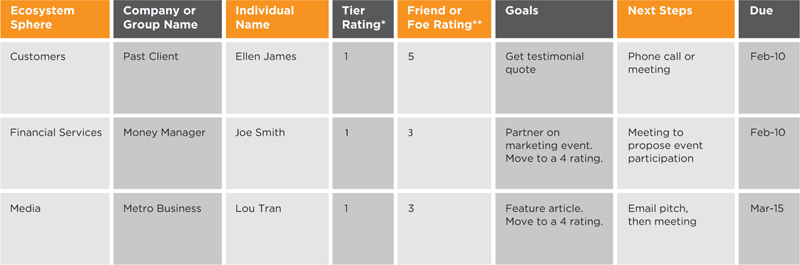 Ecosystem
Sphere
Company or
Group Name
Individual
Name
Tier
Rating*
Friend or
Foe Rating**
Goals
Next Steps
Due
Customers
Past Client
Ellen James
1
5
Get testimonial
quote
Phone call or
meeting
Feb-10
Financial Services
Money Manager
Joe Smith
1
3
Partner on
marketing event.
Move to a 4 rating.
Meeting to
propose event
participation
Feb-10
Media
Metro Business
Lou Tran
1
3
Feature article.
Move to a 4 rating.
Email pitch,
then meeting
Mar-15